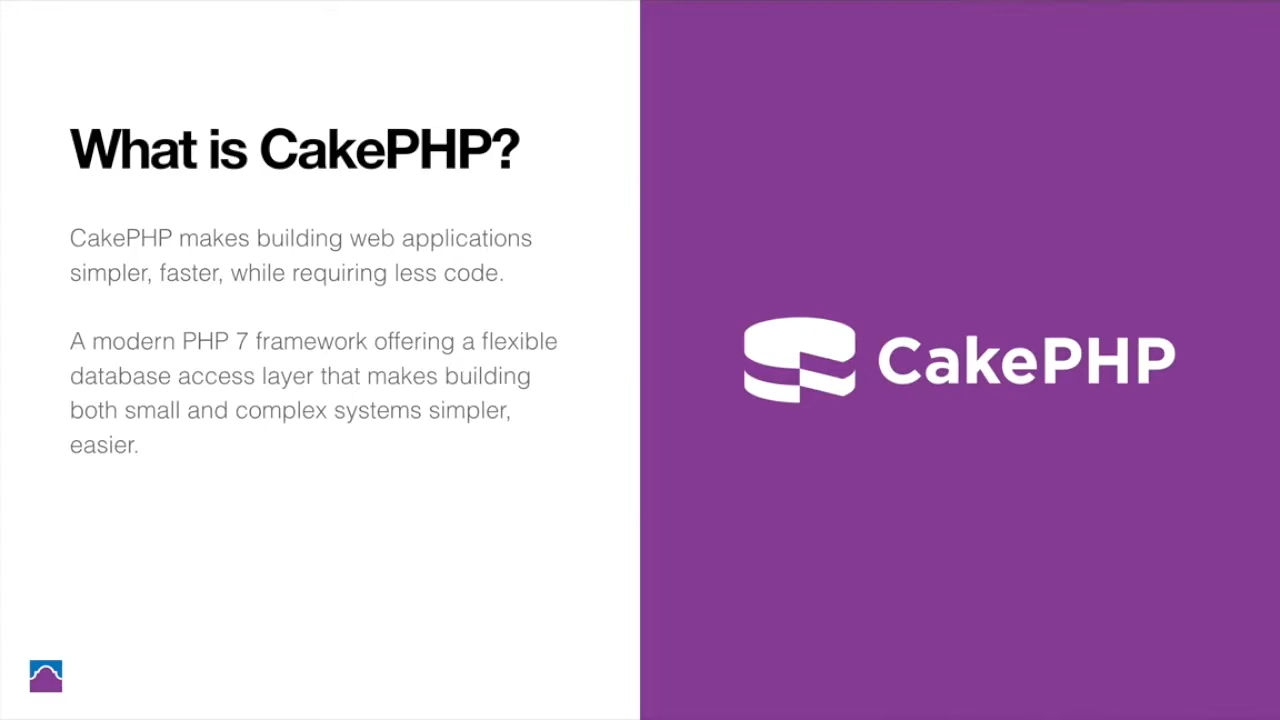 What is CakePHP?
CakePHP makes building web applications
simpler, faster, while requiring less code.
A modern PHP 7 framework offering a flexible
database access layer that makes building
both small and complex systems simpler,
easier.
CakePHP